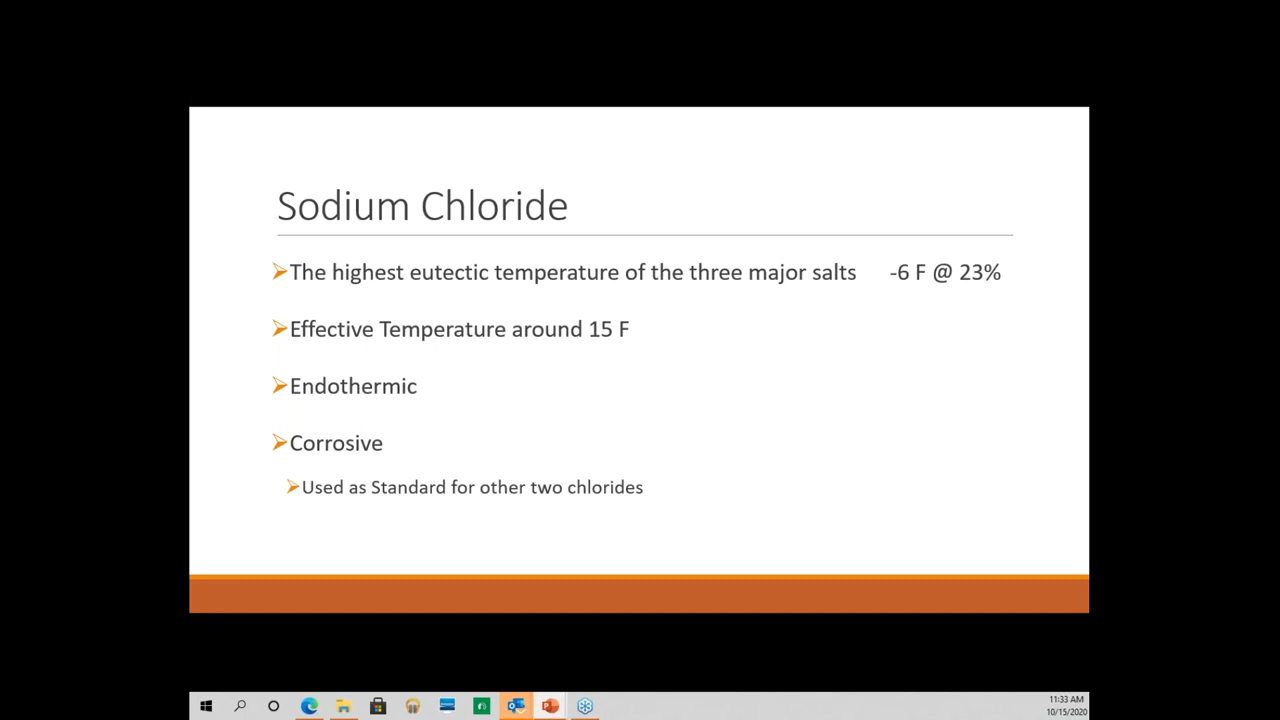 Sodium Chloride
The highest eutectic temperature of the three major salts -6 F @ 23%
Effective Temperature around 15 F
Endothermic
Corrosive
Used as Standard for other two chlorides
11:33 AM
10/15/2020